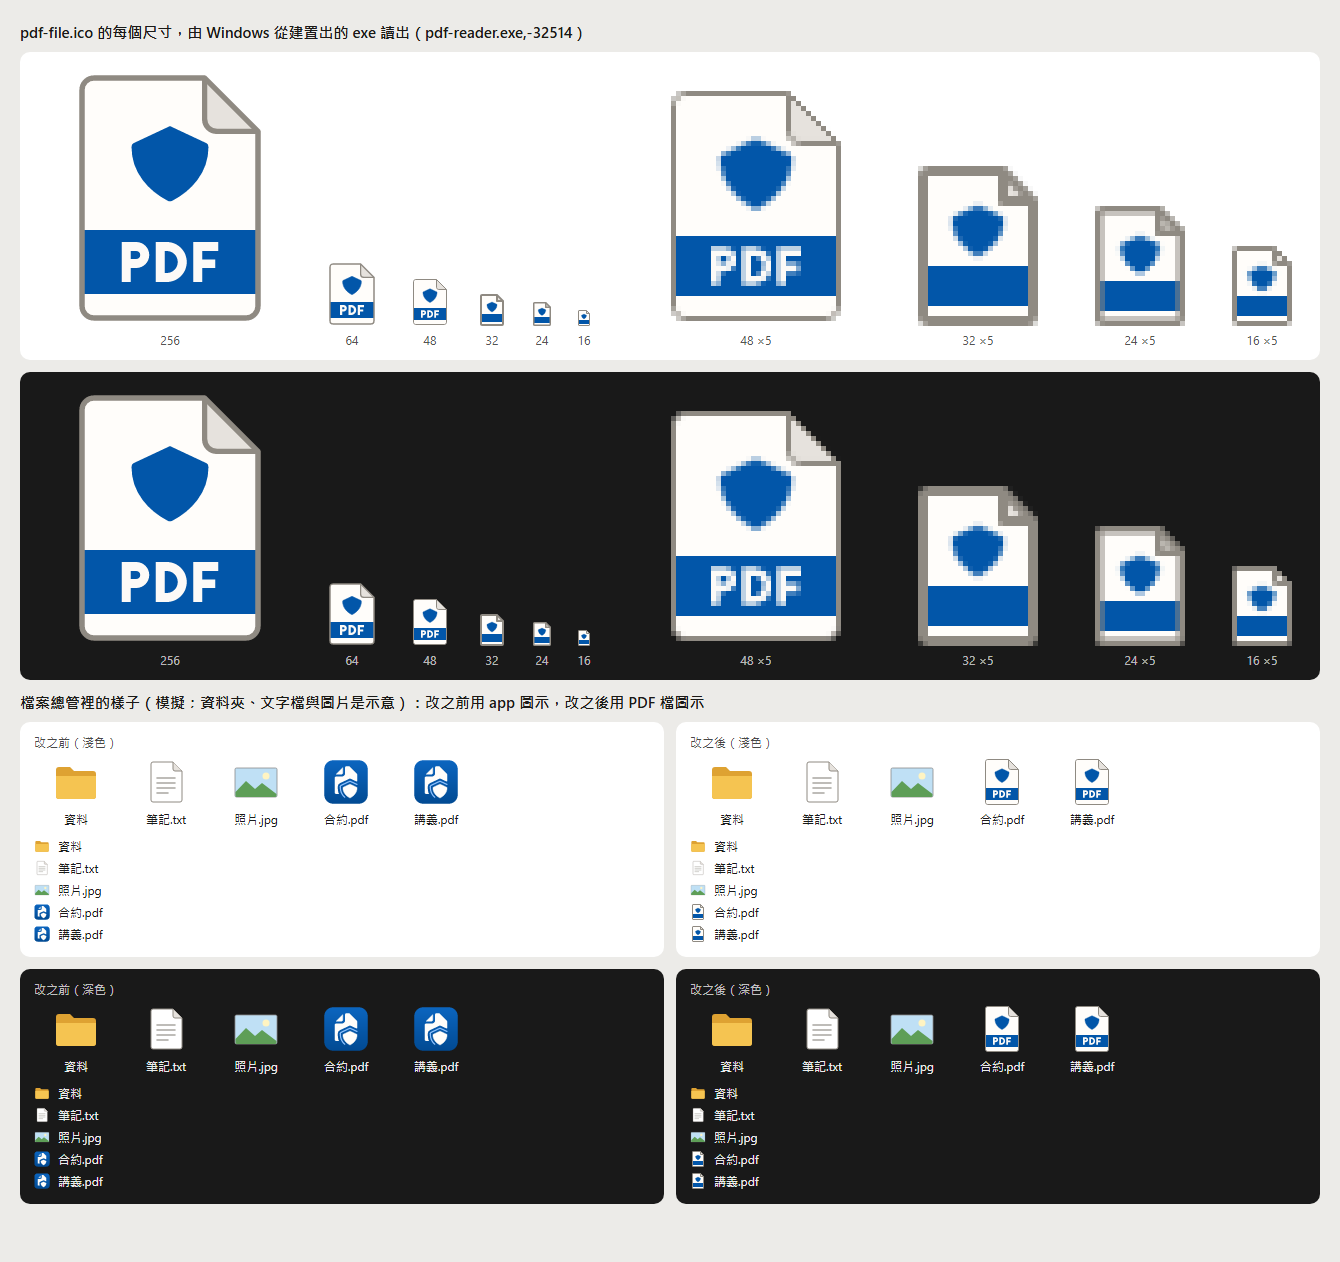 pdf-file.ico 的每個尺寸，由 Windows 從建置出的 exe 讀出（pdf-reader.exe,-32514）
PDF
PDF
PDF
PDF
256
64
48
32
24
16
48 ×5
32 ×5
24 ×5
16 ×5
PDF
PDF
PDF
PDF
256
64
48
32
24
16
48 ×5
32 ×5
24 ×5
16 ×5
檔案總管裡的樣子（模擬：資料夾、文字檔與圖片是示意）：改之前用 app 圖示，改之後用 PDF 檔圖示
改之前（淺色）
資料
筆記.txt
照片.jpg
合約.pdf
講義.pdf
資料
筆記.txt
照片.jpg
合約.pdf
講義.pdf
改之後（淺色）
PDF
PDF
資料
筆記.txt
照片.jpg
合約.pdf
講義.pdf
資料
筆記.txt
照片.jpg
合約.pdf
講義.pdf
改之前（深色）
資料
筆記.txt
照片.jpg
合約.pdf
講義.pdf
資料
筆記.txt
照片.jpg
合約.pdf
講義.pdf
改之後（深色）
PDF
PDF
資料
筆記.txt
照片.jpg
合約.pdf
講義.pdf
資料
筆記.txt
照片.jpg
合約.pdf
講義.pdf